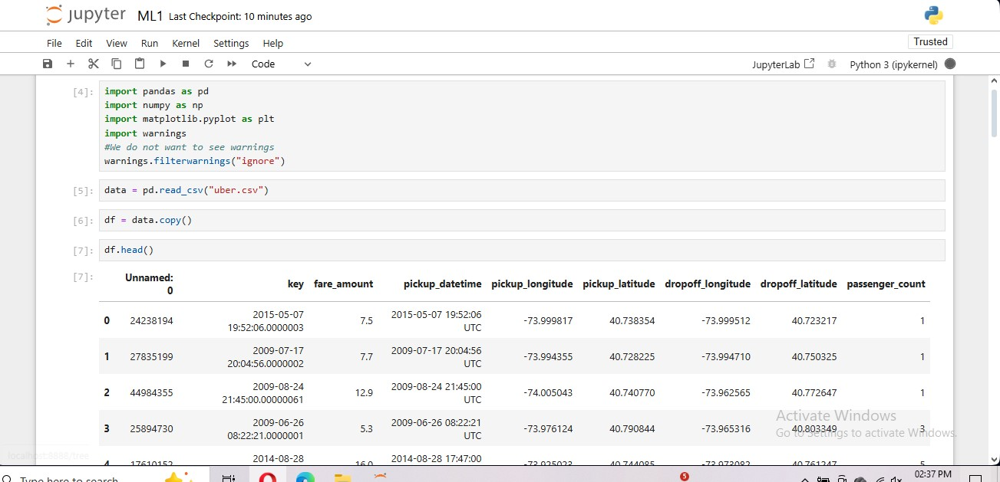 jupyter ML1 Last Checkpoint: 10 minutes ago
File Edit View Run Kernel Settings Help
Trusted
Code
JupyterLab
Python 3 (ipykernel)
[4]:
import pandas as pd
import numpy as np
import matplotlib.pyplot as plt
import warnings
#We do not want to see warnings
warnings.filterwarnings("ignore")
[5]: data = pd.read_csv("uber.csv")
[6]: df = data.copy()
[7]: df.head()
[7]:
Unnamed:
0 key fare_amount pickup_datetime pickup_longitude pickup_latitude dropoff_longitude dropoff_latitude passenger_count
0 24238194 2015-05-07 7.5 2015-05-07 19:52:06 -73.999817 40.738354 -73.999512 40.723217 1
19:52:06.0000003 UTC
1 27835199 2009-07-17 7.7 2009-07-17 20:04:56 -73.994355 40.728225 -73.994710 40.750325 1
20:04:56.0000002 UTC
2 44984355 2009-08-24 12.9 2009-08-24 21:45:00 -74.005043 40.740770 -73.962565 40.772647 1
21:45:00.00000061 UTC
3 25894730 2009-06-26 5.3 2009-06-26 08:22:21 -73.976124 40.790844 -73.965316 40.803349 3
08:22:21.0000001 UTC
4 17610152 2014-08-28 16.0 2014-08-28 17:47:00 -73.925023 40.744085 -73.973082 40.761247 5
Activate Windows
Go to Settings to activate Windows.
localhost:8888/tree
Type here to search
5
02:37 PM